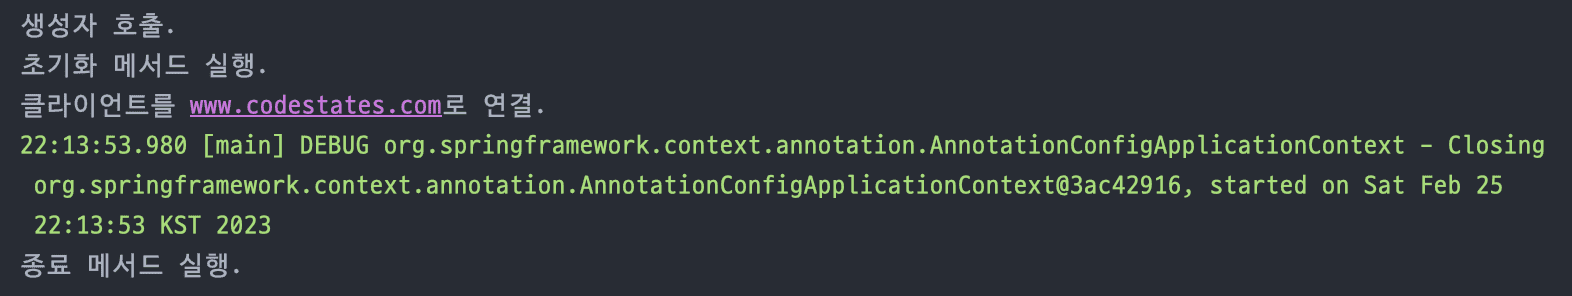 생성자 호출.
초기화 메서드 실행.
클라이언트를 www.codestates.com로 연결.
22:13:53.980 [main] DEBUG org.springframework.context.annotation.AnnotationConfigApplicationContext - Closing
org.springframework.context.annotation.AnnotationConfigApplicationContext@3ac42916, started on Sat Feb 25
22:13:53 KST 2023
종료 메서드 실행.